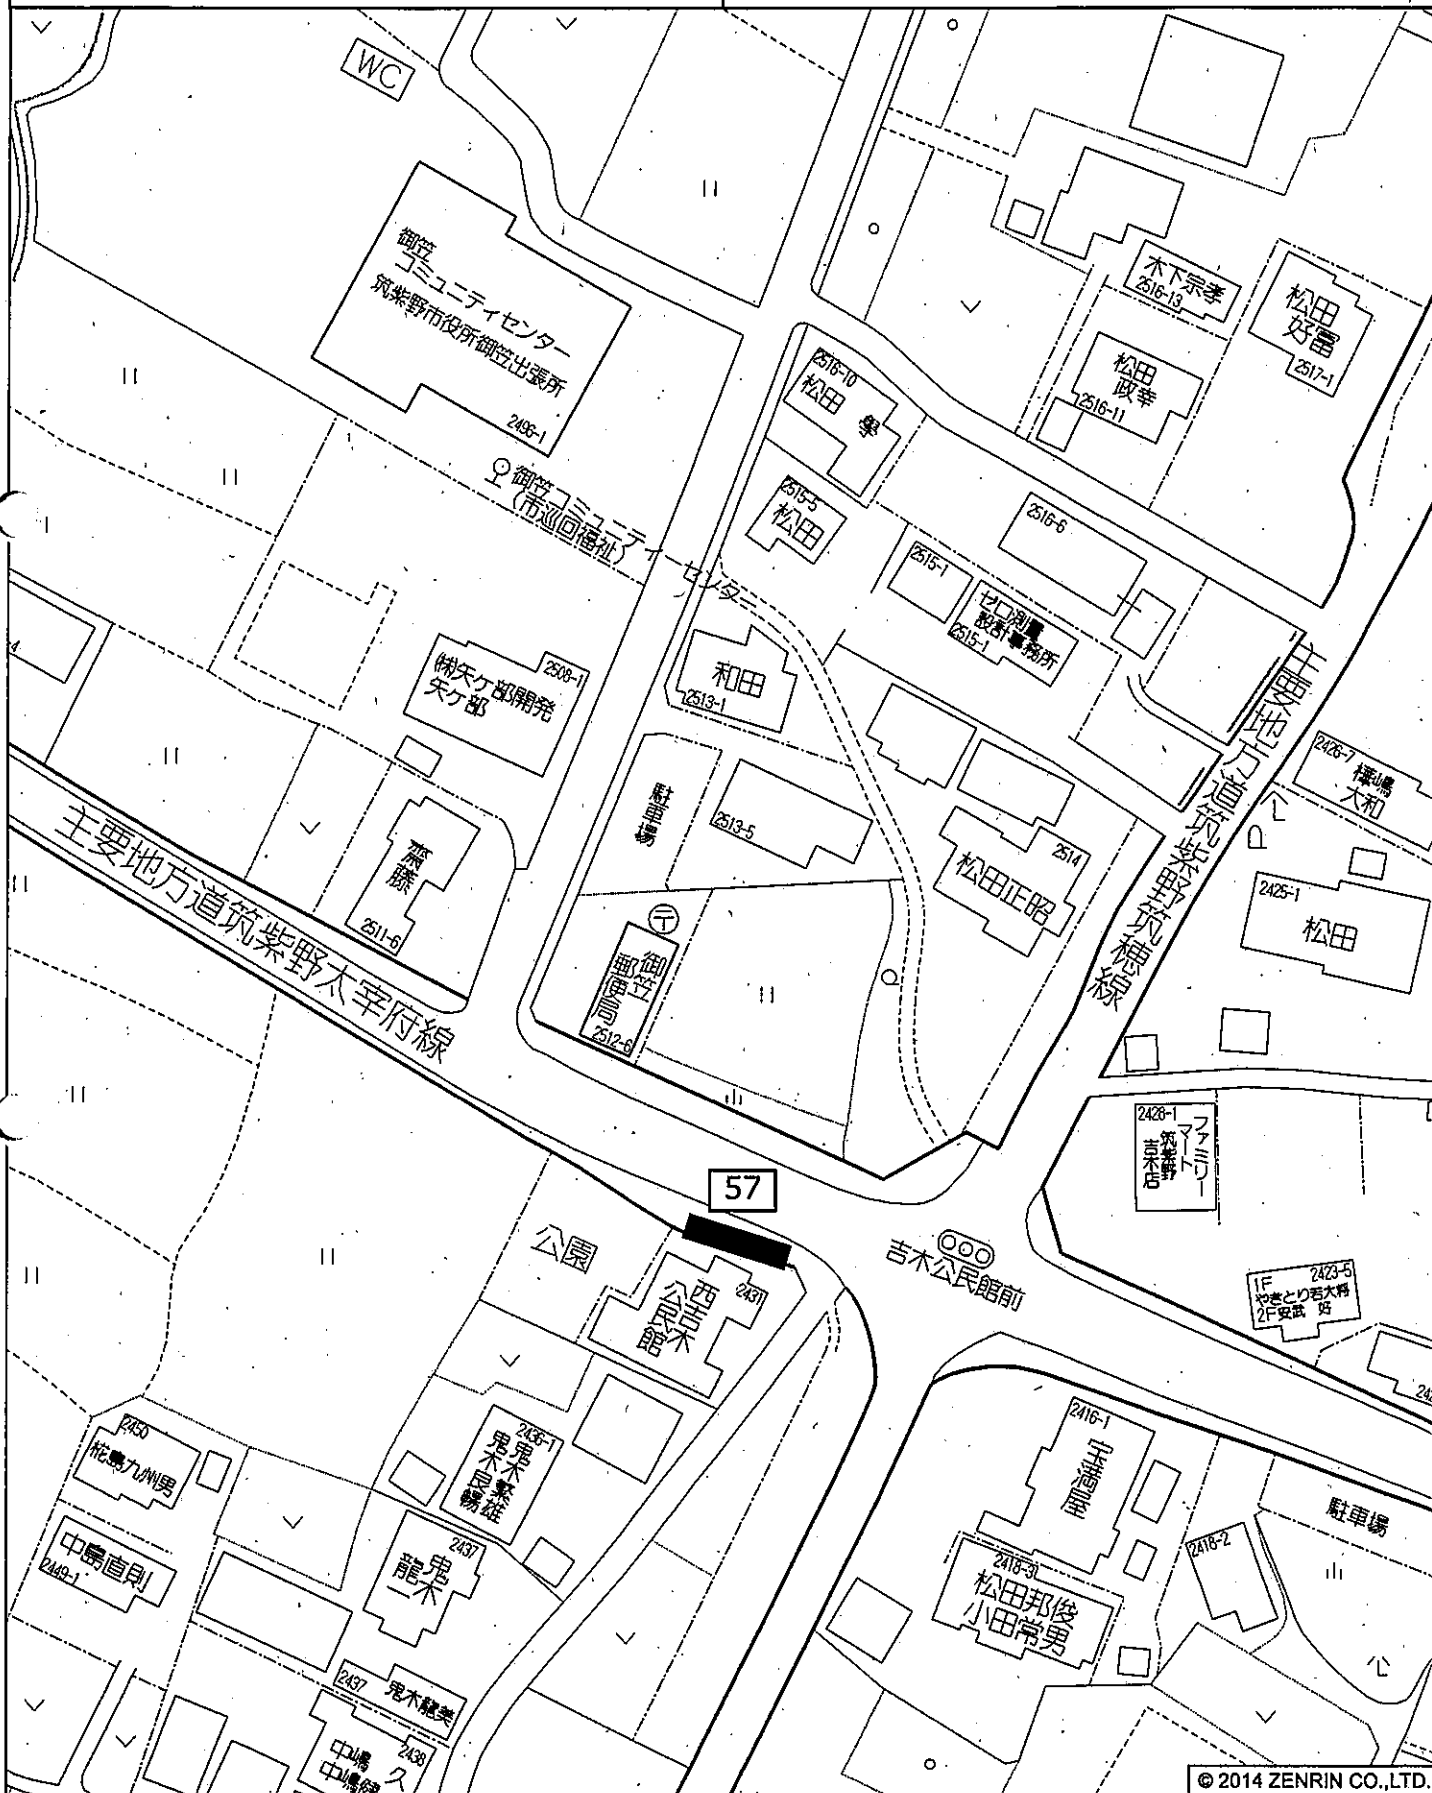 WC
御笠
コミュニティセンター
筑紫野市役所御笠出張所
2496-1
御笠コミュニティーセンター
(市巡回福祉)
木下宗孝
2516-13
松田
好富
2517-1
松田
政幸
2516-11
2516-10
松田 學
2515-5
松田
2516-6
2515-1
ゼロ測量
設計事務所
2515-1
和田
2513-1
㈱矢ケ部開発
矢ケ部
2508-1
駐車場
2513-5
齋藤
2511-6
主要地方道筑紫野太宰府線
主要地方道筑紫野筑穂線
2426-7
大和
2425-1
松田
2514
松田正昭
御笠
郵便局
2512-6
2428-1
ファミリー
マート
筑紫野
吉木店
57
公園
西吉木
公民館
2431
吉木公民館前
1F 2423-5
やきとり若大将
2F安武 好
2450
椛島九州男
2436-1
鬼木繁雄
鬼木良
中島直則
2449-1
2437
鬼木
龍一
2437 鬼木龍美
中嶋 久
2438
2416-1
宝満屋
2418-3
松田邦俊
小田常男
2418-2
駐車場
© 2014 ZENRIN CO.,LTD.